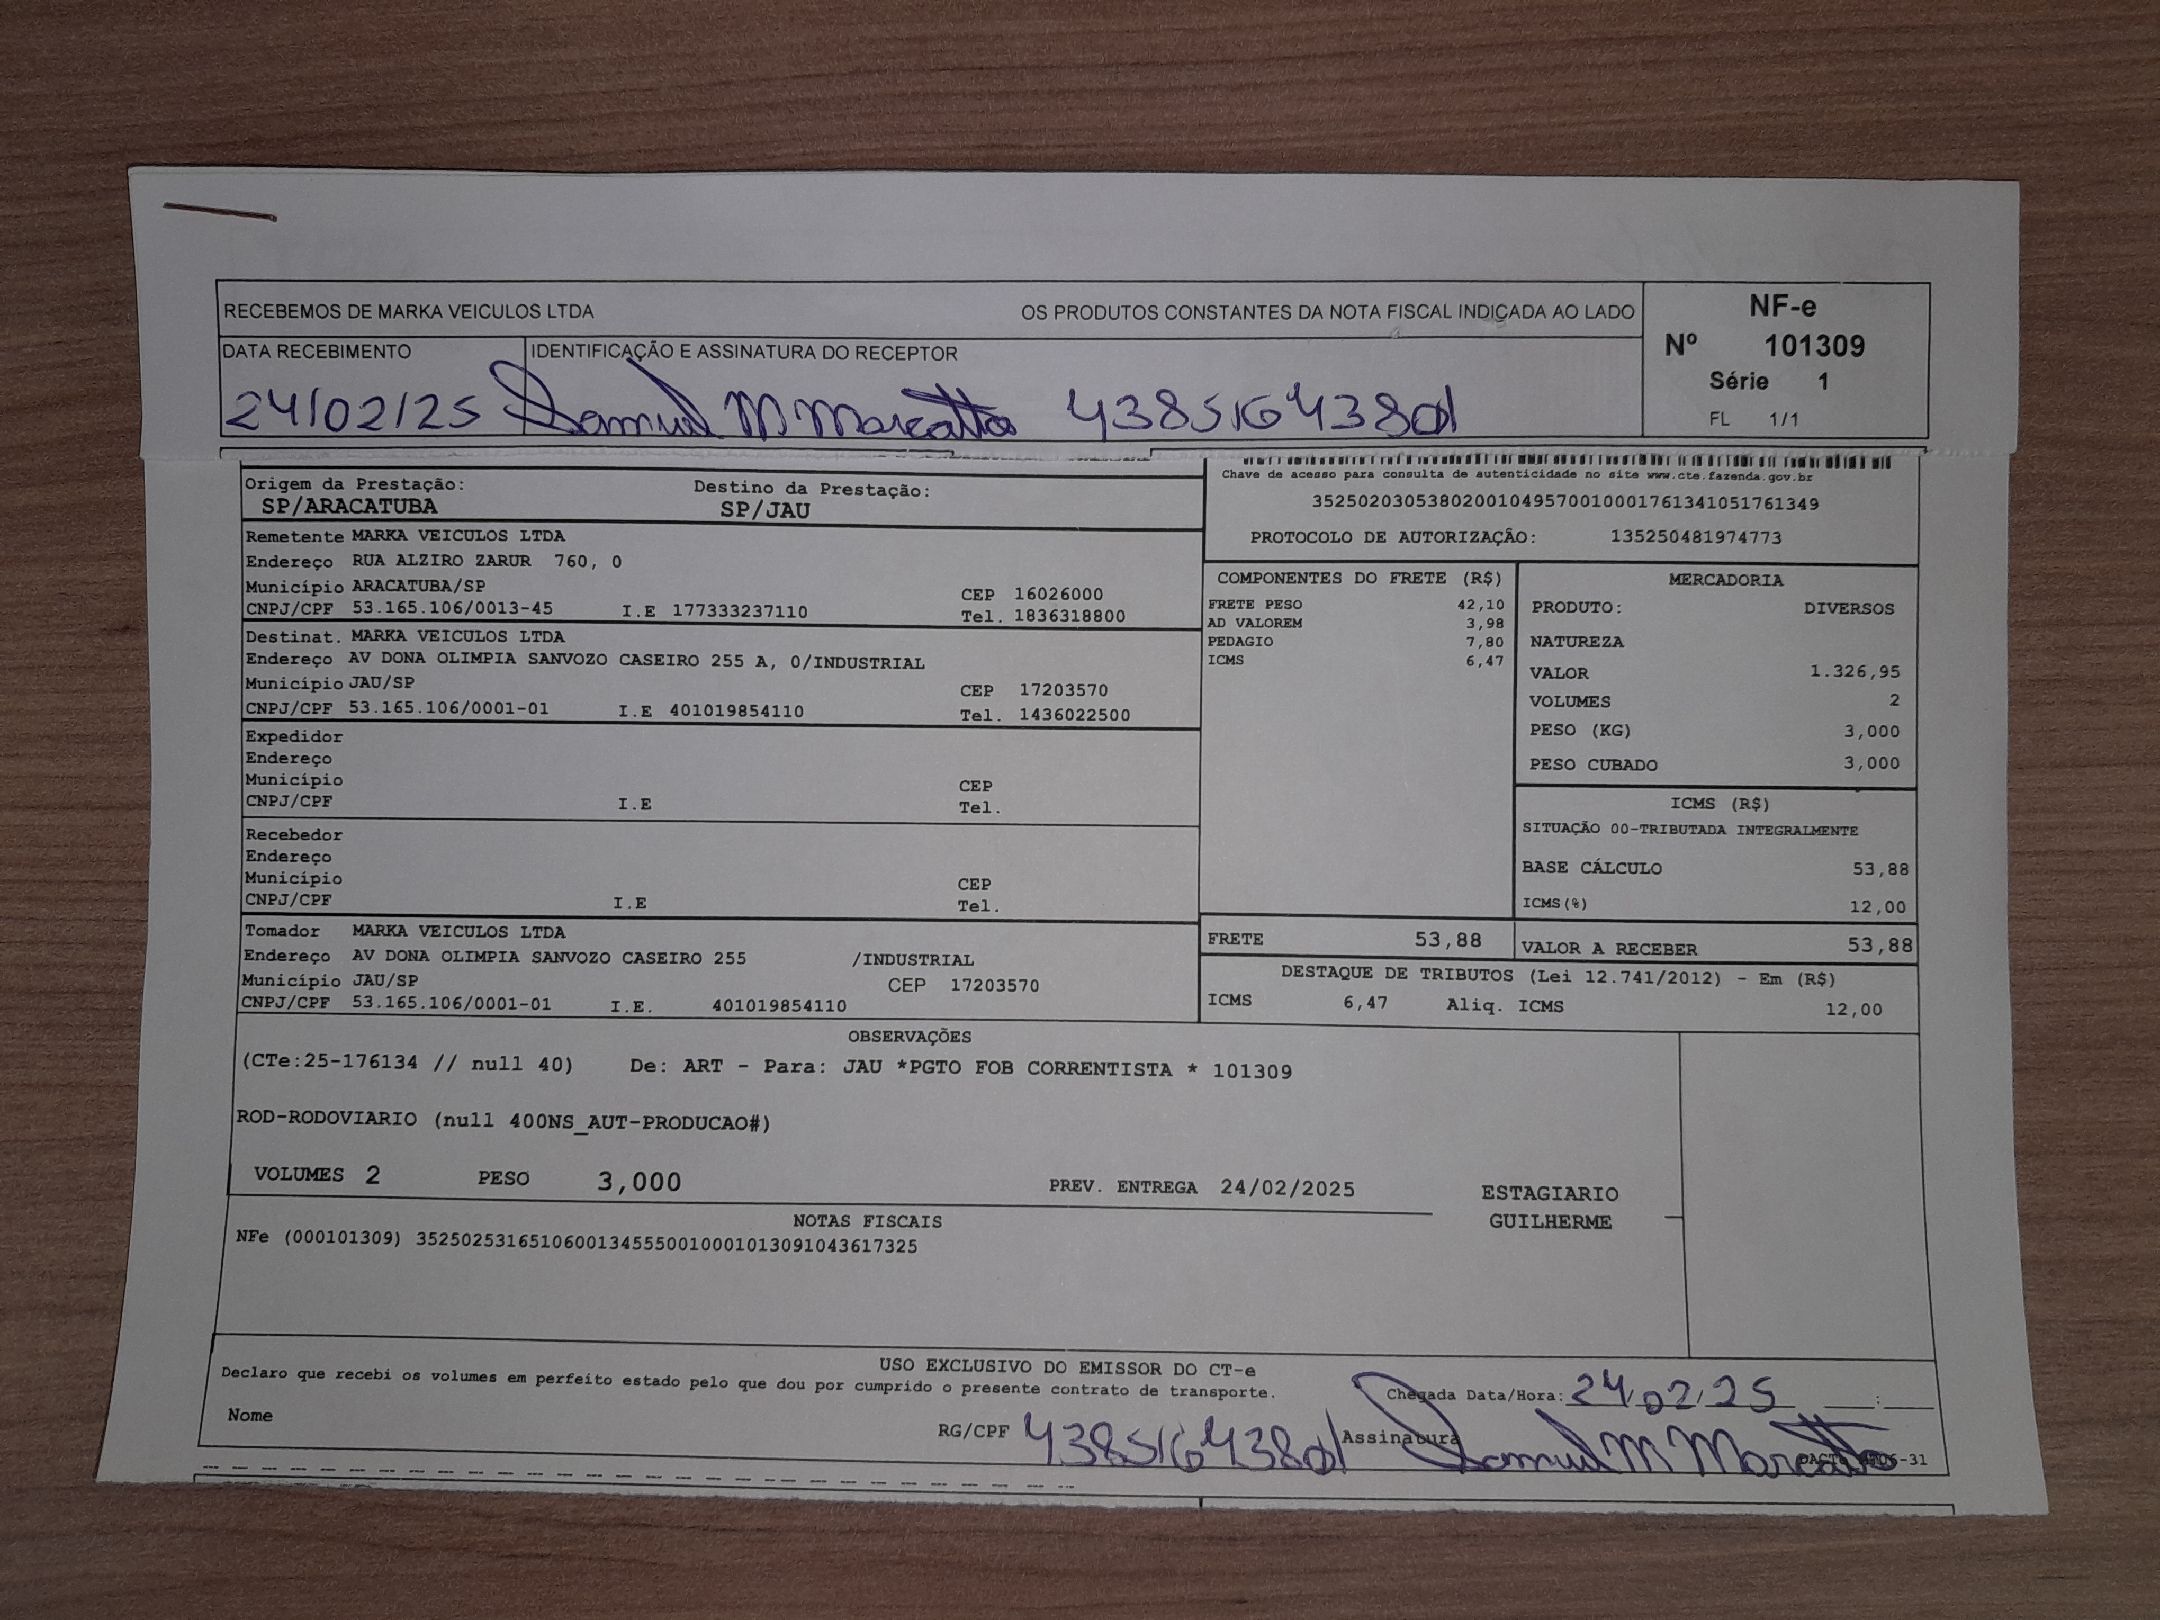 RECEBEMOS DE MARKA VEICULOS LTDA OS PRODUTOS CONSTANTES DA NOTA FISCAL INDICADA AO LADO
NF-e
Nº 101309
Série 1
FL 1/1
DATA RECEBIMENTO IDENTIFICAÇÃO E ASSINATURA DO RECEPTOR
24/02/25 Samuel M Marcatto
Origem da Prestação: Destino da Prestação:
SP/ARACATUBA SP/JAU
Chave de acesso para consulta de autenticidade no site www.cte.fazenda.gov.br
35250203053802001049570010001761341051761349
PROTOCOLO DE AUTORIZAÇÃO: 135250481974773
Remetente MARKA VEICULOS LTDA
Endereço RUA ALZIRO ZARUR 760, 0
Município ARACATUBA/SP CEP 16026000
CNPJ/CPF 53.165.106/0013-45 I.E 177333237110 Tel. 1836318800
Destinat. MARKA VEICULOS LTDA
Endereço AV DONA OLIMPIA SANVOZO CASEIRO 255 A, 0/INDUSTRIAL
Município JAU/SP CEP 17203570
CNPJ/CPF 53.165.106/0001-01 I.E 401019854110 Tel. 1436022500
Expedidor
Endereço
Município CEP
CNPJ/CPF I.E Tel.
Recebedor
Endereço
Município CEP
CNPJ/CPF I.E Tel.
Tomador MARKA VEICULOS LTDA
Endereço AV DONA OLIMPIA SANVOZO CASEIRO 255 /INDUSTRIAL
Município JAU/SP CEP 17203570
CNPJ/CPF 53.165.106/0001-01 I.E. 401019854110
COMPONENTES DO FRETE (R$)
FRETE PESO 42,10
AD VALOREM 3,98
PEDAGIO 7,80
ICMS 6,47
MERCADORIA
PRODUTO: DIVERSOS
NATUREZA
VALOR 1.326,95
VOLUMES 2
PESO (KG) 3,000
PESO CUBADO 3,000
ICMS (R$)
SITUAÇÃO 00-TRIBUTADA INTEGRALMENTE
BASE CÁLCULO 53,88
ICMS(%) 12,00
FRETE 53,88 VALOR A RECEBER 53,88
DESTAQUE DE TRIBUTOS (Lei 12.741/2012) - Em (R$)
ICMS 6,47 Aliq. ICMS 12,00
OBSERVAÇÕES
(CTe:25-176134 // null 40) De: ART - Para: JAU *PGTO FOB CORRENTISTA * 101309
ROD-RODOVIARIO (null 400NS_AUT-PRODUCAO#)
VOLUMES 2 PESO 3,000 PREV. ENTREGA 24/02/2025
ESTAGIARIO
GUILHERME
NOTAS FISCAIS
NFe (000101309) 35250253165106001345550010001013091043617325
USO EXCLUSIVO DO EMISSOR DO CT-e
Declaro que recebi os volumes em perfeito estado pelo que dou por cumprido o presente contrato de transporte.
Chegada Data/Hora: 24 02 25 :
Nome RG/CPF Assinatura Samuel M Marcatto